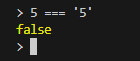 > 5 === '5'
false
>